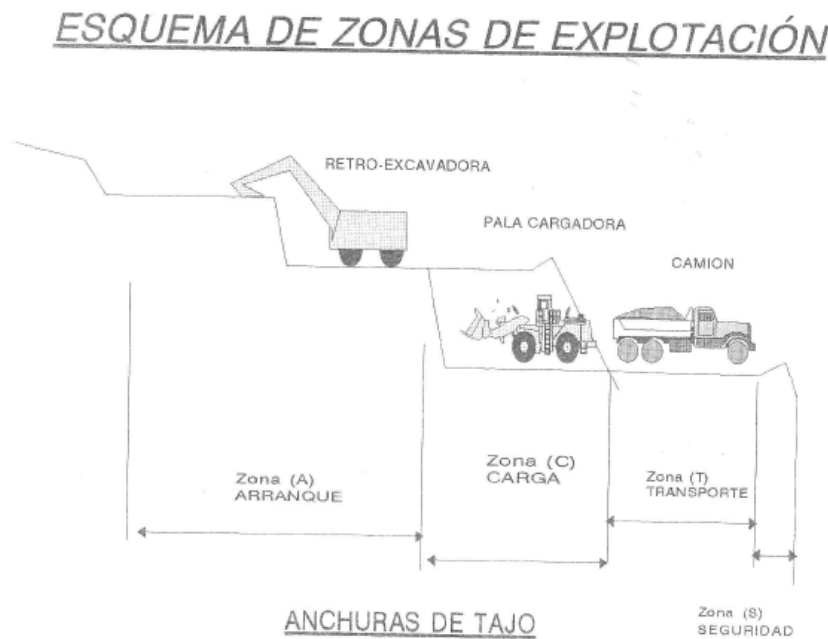 ESQUEMA DE ZONAS DE EXPLOTACIÓN
RETRO-EXCAVADORA
PALA CARGADORA
CAMION
Zona (A)
ARRANQUE
Zona (C)
CARGA
Zona (T)
TRANSPORTE
ANCHURAS DE TAJO
Zona (S)
SEGURIDAD